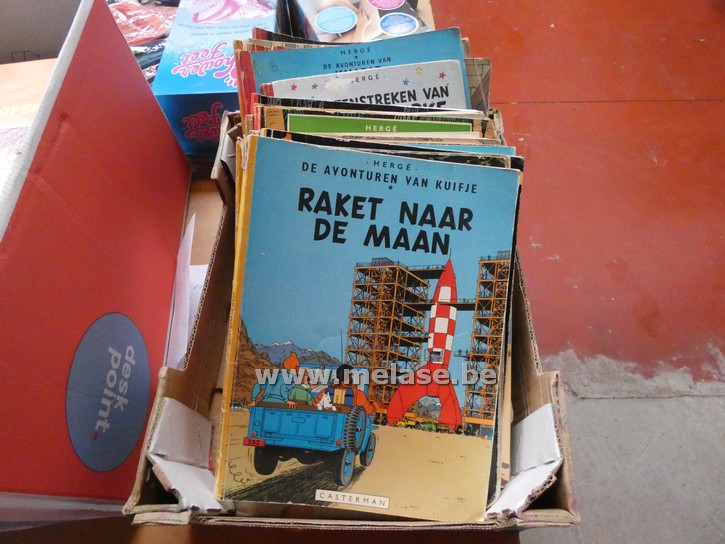 HERGÉ
DE AVONTUREN VAN
HERGÉ
ENSTREKEN VAN
HERGÉ
- HERGÉ -
DE AVONTUREN VAN KUIFJE
RAKET NAAR
DE MAAN
www.melase.be
CASTERMAN
desk
point.